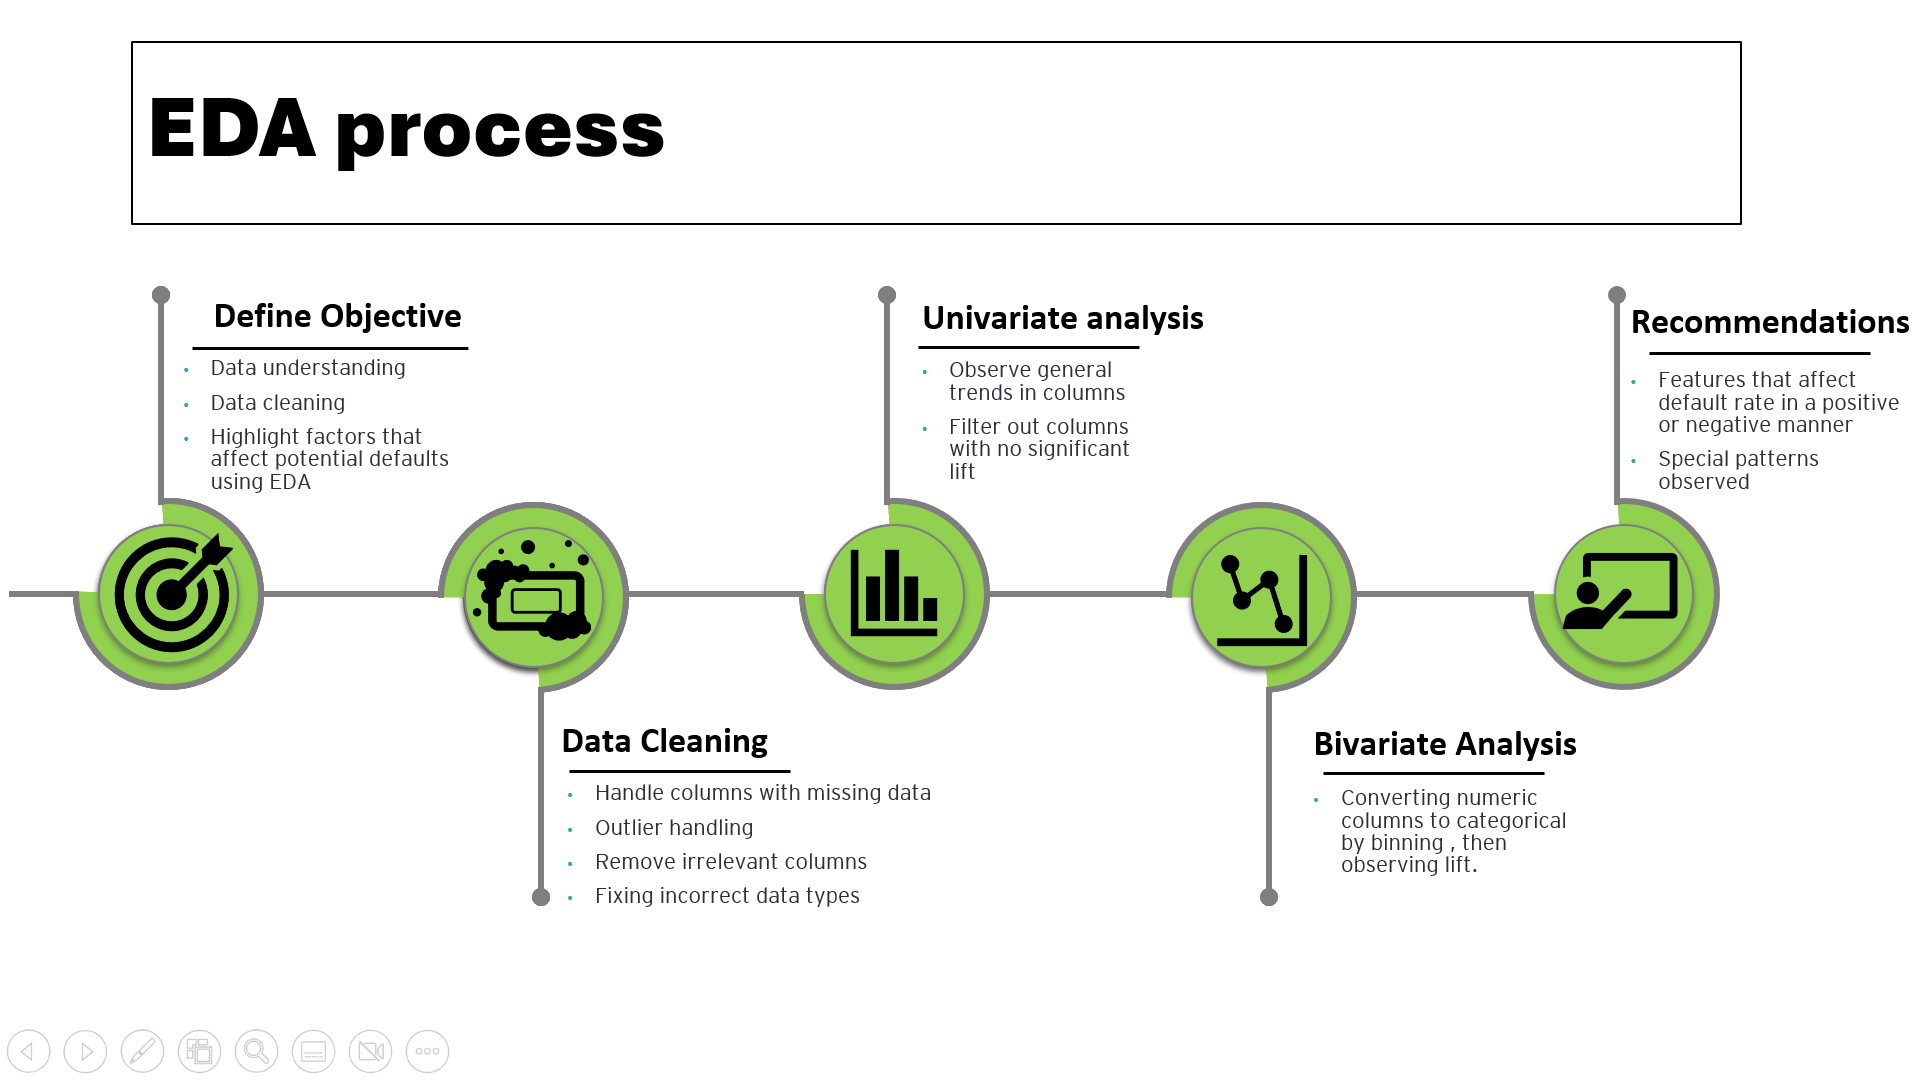 EDA process
Define Objective
• Data understanding
• Data cleaning
• Highlight factors that
affect potential defaults
using EDA
Data Cleaning
• Handle columns with missing data
• Outlier handling
• Remove irrelevant columns
• Fixing incorrect data types
Univariate analysis
• Observe general
trends in columns
• Filter out columns
with no significant
lift
Bivariate Analysis
• Converting numeric
columns to categorical
by binning , then
observing lift.
Recommendations
• Features that affect
default rate in a positive
or negative manner
• Special patterns
observed